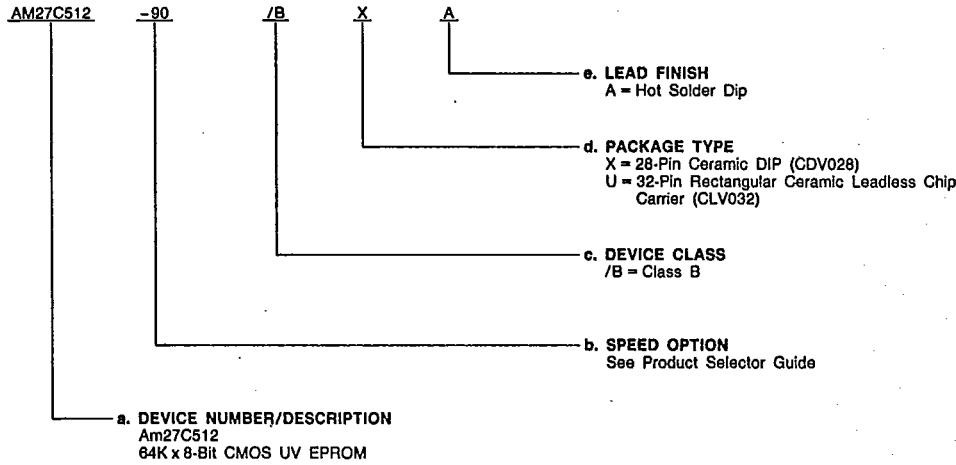 AM27C512 -90 /B X A
e. LEAD FINISH
A = Hot Solder Dip
d. PACKAGE TYPE
X = 28-Pin Ceramic DIP (CDV028)
U = 32-Pin Rectangular Ceramic Leadless Chip
Carrier (CLV032)
c. DEVICE CLASS
/B = Class B
b. SPEED OPTION
See Product Selector Guide
a. DEVICE NUMBER/DESCRIPTION
Am27C512
64K x 8-Bit CMOS UV EPROM